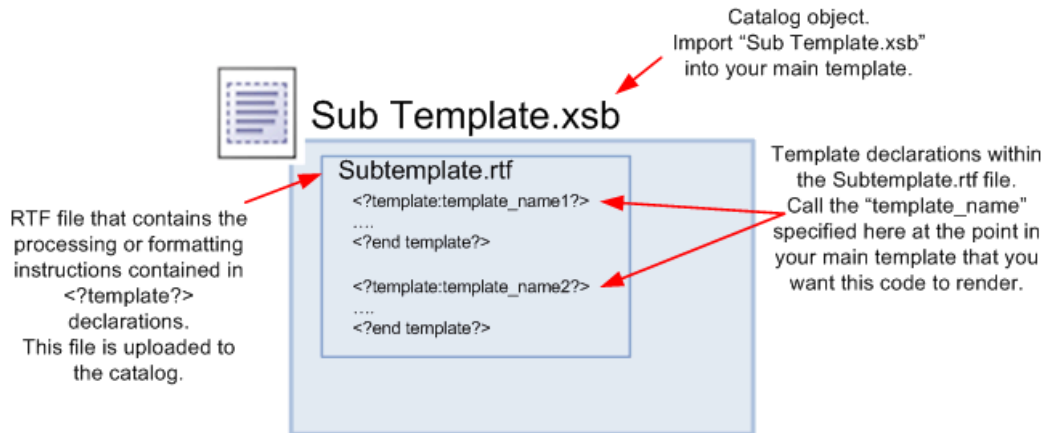 Catalog object.
Import “Sub Template.xsb”
into your main template.
Sub Template.xsb
Subtemplate.rtf
<?template:template_name1?>
....
<?end template?>
<?template:template_name2?>
....
<?end template?>
RTF file that contains the
processing or formatting
instructions contained in
<?template?>
declarations.
This file is uploaded to
the catalog.
Template declarations within
the Subtemplate.rtf file.
Call the “template_name”
specified here at the point in
your main template that you
want this code to render.